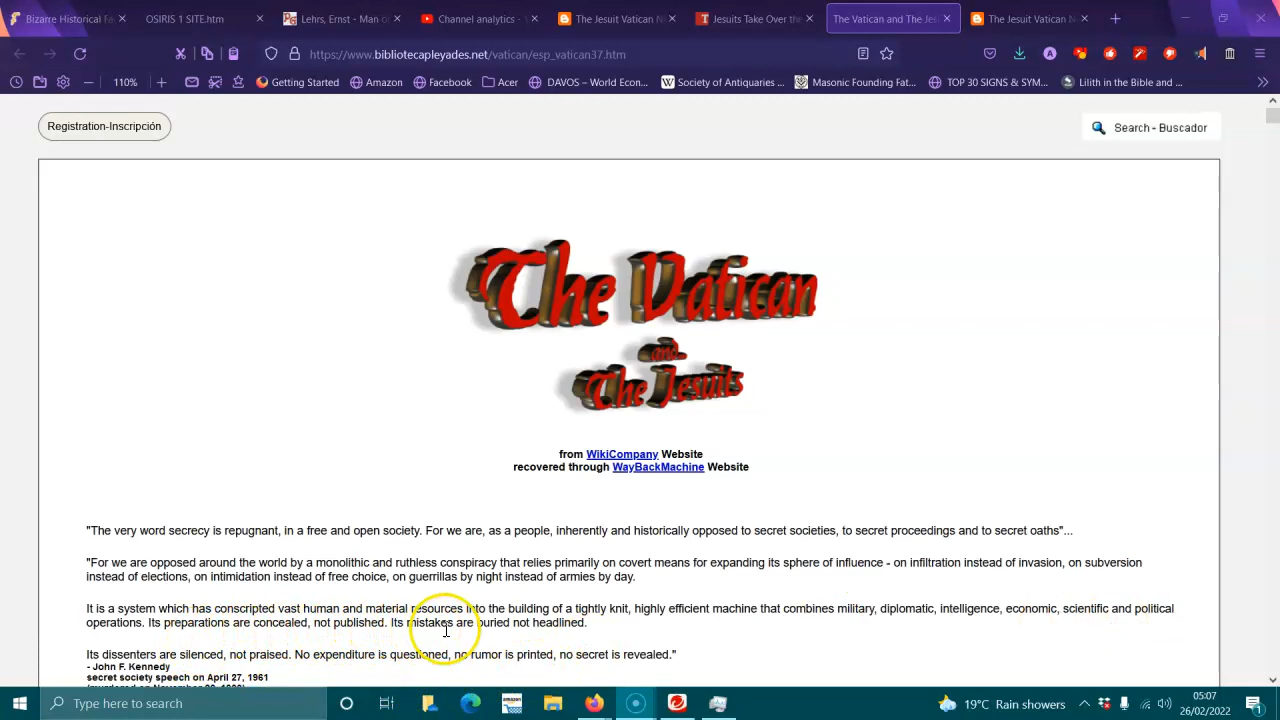 Bizarre Historical Fa
OSIRIS 1 SITE.htm
Lehrs, Ernst - Man o
Channel analytics -
The Jesuit Vatican N
Jesuits Take Over the
The Vatican and The Je
The Jesuit Vatican N
https://www.bibliotecapleyades.net/vatican/esp_vatican37.htm
110%
Getting Started
Amazon
Facebook
Acer
DAVOS – World Econ...
Society of Antiquaries ...
Masonic Founding Fat...
TOP 30 SIGNS & SYM...
Lilith in the Bible and ...
Registration-Inscripción
Search - Buscador
The Vatican
and
The Jesuits
from WikiCompany Website
recovered through WayBackMachine Website
"The very word secrecy is repugnant, in a free and open society. For we are, as a people, inherently and historically opposed to secret societies, to secret proceedings and to secret oaths"...
"For we are opposed around the world by a monolithic and ruthless conspiracy that relies primarily on covert means for expanding its sphere of influence - on infiltration instead of invasion, on subversion
instead of elections, on intimidation instead of free choice, on guerrillas by night instead of armies by day.
It is a system which has conscripted vast human and material resources into the building of a tightly knit, highly efficient machine that combines military, diplomatic, intelligence, economic, scientific and political
operations. Its preparations are concealed, not published. Its mistakes are buried not headlined.
Its dissenters are silenced, not praised. No expenditure is questioned, no rumor is printed, no secret is revealed."
- John F. Kennedy
secret society speech on April 27, 1961
Type here to search
amazon
19°C Rain showers
05:07
26/02/2022